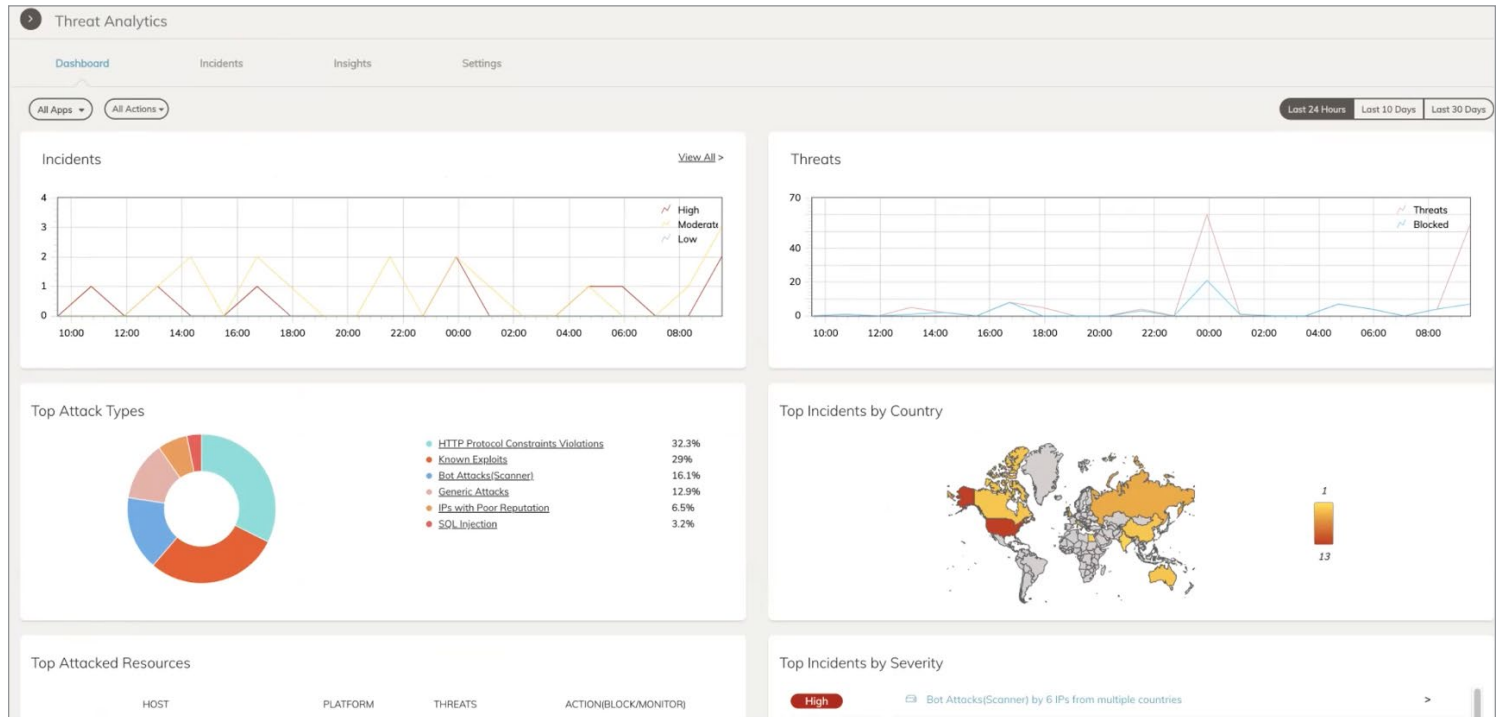 Threat Analytics
Dashboard Incidents Insights Settings
All Apps All Actions
Last 24 Hours Last 10 Days Last 30 Days
Incidents View All >
4
3
2
1
0
High
Moderate
Low
10:00 12:00 14:00 16:00 18:00 20:00 22:00 00:00 02:00 04:00 06:00 08:00
Threats
70
40
20
0
Threats
Blocked
10:00 12:00 14:00 16:00 18:00 20:00 22:00 00:00 02:00 04:00 06:00 08:00
Top Attack Types
HTTP Protocol Constraints Violations 32.3%
Known Exploits 29%
Bot Attacks(Scanner) 16.1%
Generic Attacks 12.9%
IPs with Poor Reputation 6.5%
SQL Injection 3.2%
Top Incidents by Country
1
13
Top Attacked Resources
HOST PLATFORM THREATS ACTION(BLOCK/MONITOR)
Top Incidents by Severity
High Bot Attacks(Scanner) by 6 IPs from multiple countries >